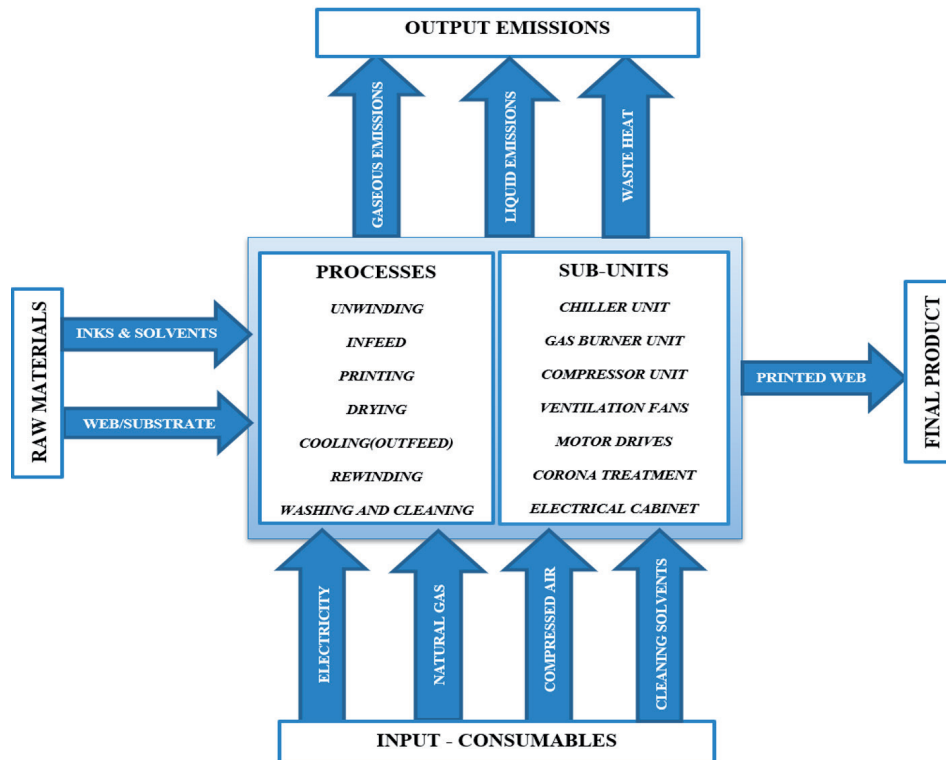 OUTPUT EMISSIONS
GASEOUS EMISSIONS
LIQUID EMISSIONS
WASTE HEAT
RAW MATERIALS
INKS & SOLVENTS
WEB/SUBSTRATE
PROCESSES
UNWINDING
INFEED
PRINTING
DRYING
COOLING(OUTFEED)
REWINDING
WASHING AND CLEANING
SUB-UNITS
CHILLER UNIT
GAS BURNER UNIT
COMPRESSOR UNIT
VENTILATION FANS
MOTOR DRIVES
CORONA TREATMENT
ELECTRICAL CABINET
PRINTED WEB
FINAL PRODUCT
ELECTRICITY
NATURAL GAS
COMPRESSED AIR
CLEANING SOLVENTS
INPUT - CONSUMABLES